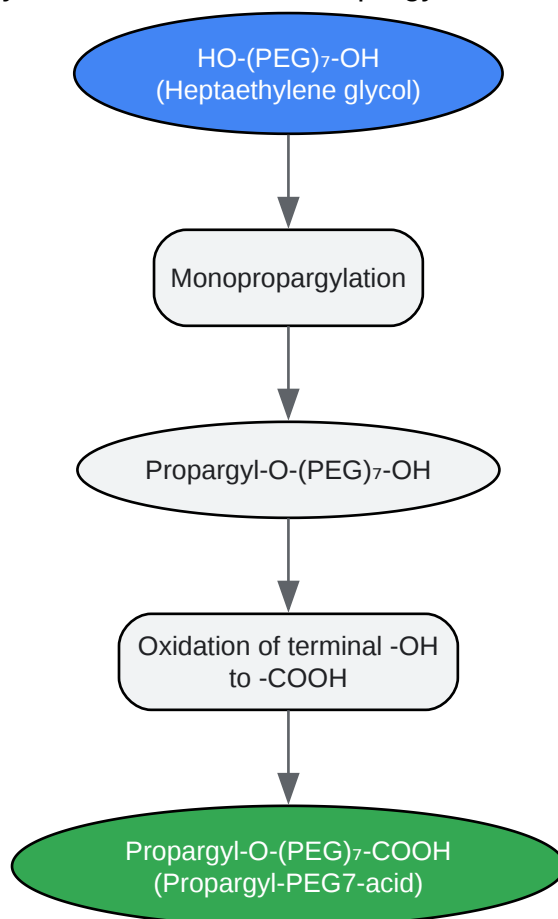 HO-(PEG)₇-OH
(Heptaethylene glycol)
Monopropargylation
Propargyl-O-(PEG)₇-OH
Oxidation of terminal -OH
to -COOH
Propargyl-O-(PEG)₇-COOH
(Propargyl-PEG7-acid)